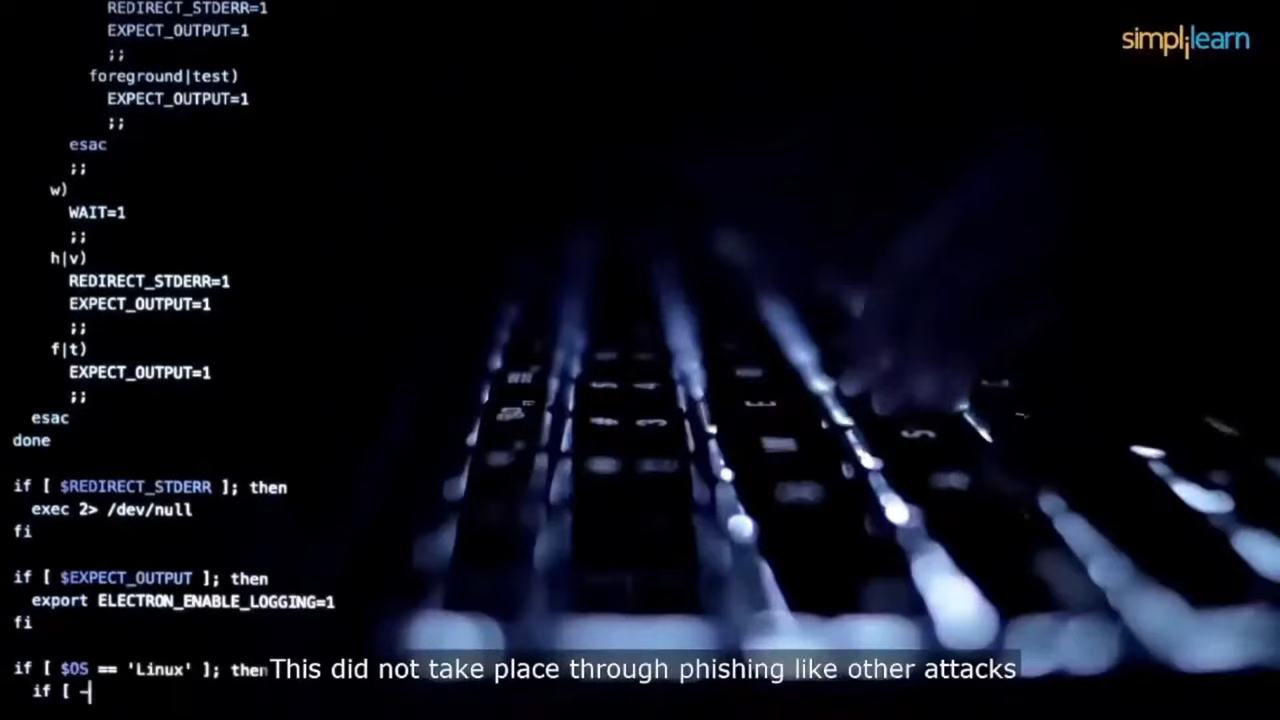 REDIRECT_STDERR=1
EXPECT_OUTPUT=1
;;
foreground|test)
EXPECT_OUTPUT=1
;;
esac
;;
w)
WAIT=1
;;
h|v)
REDIRECT_STDERR=1
EXPECT_OUTPUT=1
;;
f|t)
EXPECT_OUTPUT=1
;;
esac
done
if [ $REDIRECT_STDERR ]; then
exec 2> /dev/null
fi
if [ $EXPECT_OUTPUT ]; then
export ELECTRON_ENABLE_LOGGING=1
fi
if [ $OS == 'Linux' ]; then
if [ -
simplilearn
This did not take place through phishing like other attacks